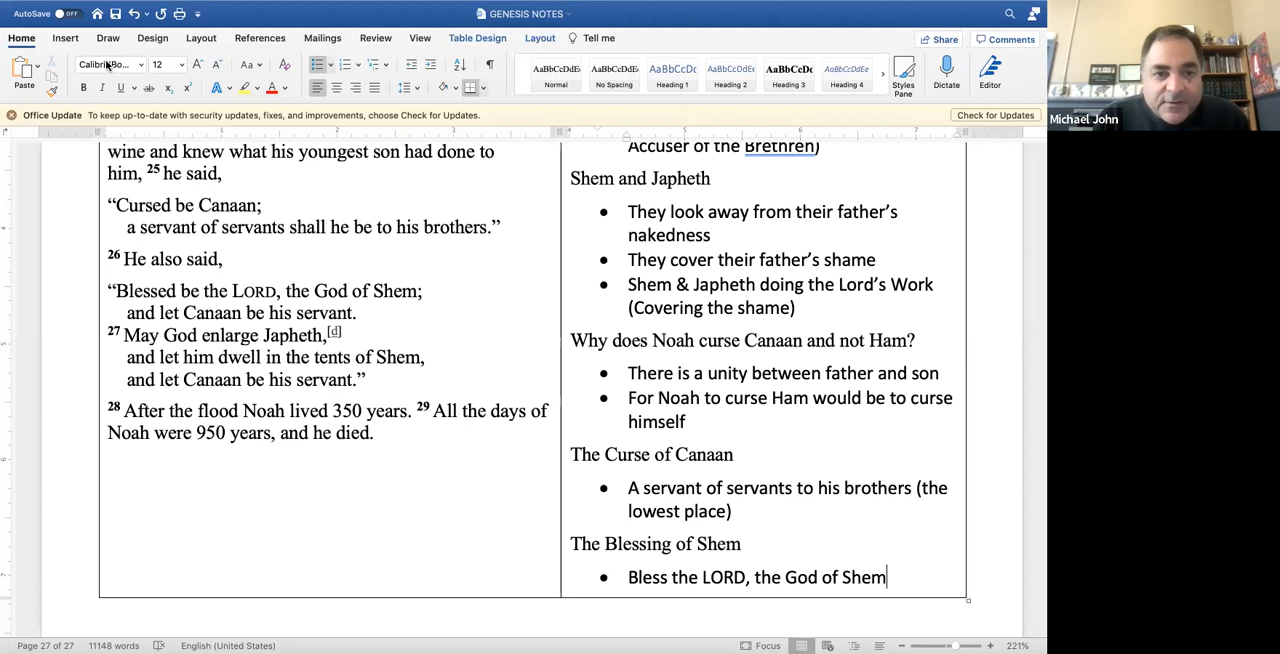 AutoSave OFF
GENESIS NOTES
Home Insert Draw Design Layout References Mailings Review View Table Design Layout Tell me
Share Comments
Paste
Calibri (Bo... 12
AaBbCcDdEe AaBbCcDdEe AaBbCcDc AaBbCcDdEe AaBbCcDc AaBbCcDdEe
Normal No Spacing Heading 1 Heading 2 Heading 3 Heading 4
Styles Pane
Dictate
Editor
Office Update To keep up-to-date with security updates, fixes, and improvements, choose Check for Updates.
Check for Updates
wine and knew what his youngest son had done to
him, 25 he said,
“Cursed be Canaan;
a servant of servants shall he be to his brothers.”
26 He also said,
“Blessed be the LORD, the God of Shem;
and let Canaan be his servant.
27 May God enlarge Japheth,[d]
and let him dwell in the tents of Shem,
and let Canaan be his servant.”
28 After the flood Noah lived 350 years. 29 All the days of
Noah were 950 years, and he died.
Accuser of the Brethren)
Shem and Japheth
• They look away from their father’s
nakedness
• They cover their father’s shame
• Shem & Japheth doing the Lord’s Work
(Covering the shame)
Why does Noah curse Canaan and not Ham?
• There is a unity between father and son
• For Noah to curse Ham would be to curse
himself
The Curse of Canaan
• A servant of servants to his brothers (the
lowest place)
The Blessing of Shem
• Bless the LORD, the God of Shem
Page 27 of 27 11148 words English (United States) Focus 221%
Michael John